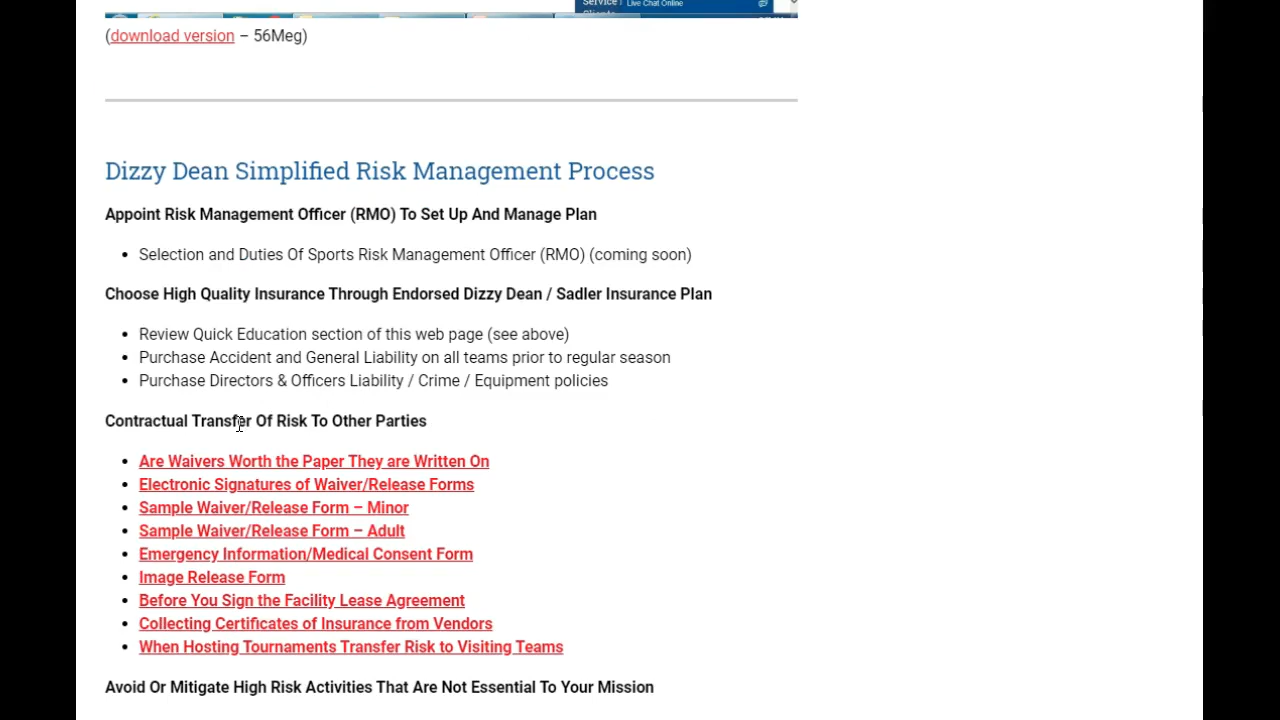 Service
Live Chat Online
(download version – 56Meg)
Dizzy Dean Simplified Risk Management Process
Appoint Risk Management Officer (RMO) To Set Up And Manage Plan
• Selection and Duties Of Sports Risk Management Officer (RMO) (coming soon)
Choose High Quality Insurance Through Endorsed Dizzy Dean / Sadler Insurance Plan
• Review Quick Education section of this web page (see above)
• Purchase Accident and General Liability on all teams prior to regular season
• Purchase Directors & Officers Liability / Crime / Equipment policies
Contractual Transfer Of Risk To Other Parties
• Are Waivers Worth the Paper They are Written On
• Electronic Signatures of Waiver/Release Forms
• Sample Waiver/Release Form – Minor
• Sample Waiver/Release Form – Adult
• Emergency Information/Medical Consent Form
• Image Release Form
• Before You Sign the Facility Lease Agreement
• Collecting Certificates of Insurance from Vendors
• When Hosting Tournaments Transfer Risk to Visiting Teams
Avoid Or Mitigate High Risk Activities That Are Not Essential To Your Mission